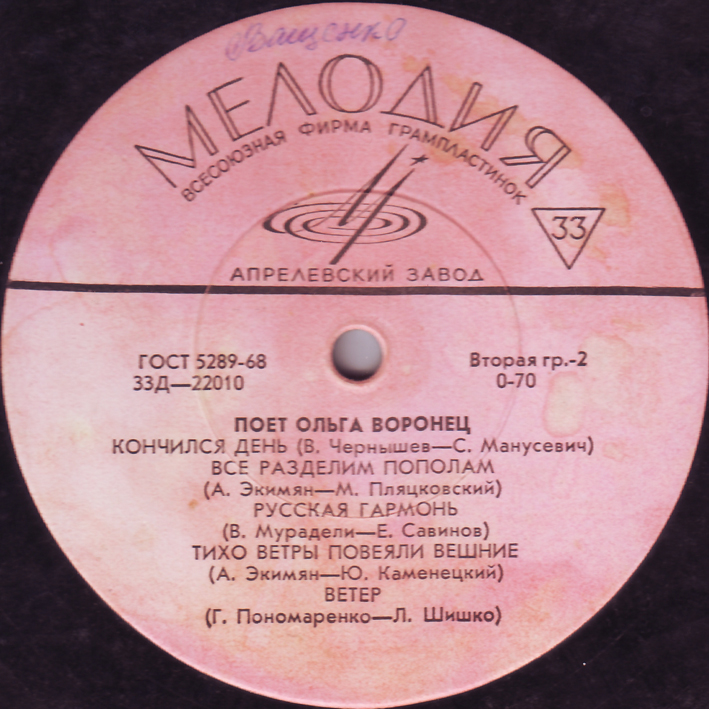 Ващенко
МЕЛОДИЯ
ВСЕСОЮЗНАЯ ФИРМА ГРАМПЛАСТИНОК
33
АПРЕЛЕВСКИЙ ЗАВОД
ГОСТ 5289-68
Вторая гр.-2
33Д—22010
0-70
ПОЕТ ОЛЬГА ВОРОНЕЦ
КОНЧИЛСЯ ДЕНЬ (В. Чернышев—С. Манусевич)
ВСЕ РАЗДЕЛИМ ПОПОЛАМ
(А. Экимян—М. Пляцковский)
РУССКАЯ ГАРМОНЬ
(В. Мурадели—Е. Савинов)
ТИХО ВЕТРЫ ПОВЕЯЛИ ВЕШНИЕ
(А. Экимян—Ю. Каменецкий)
ВЕТЕР
(Г. Пономаренко—Л. Шишко)